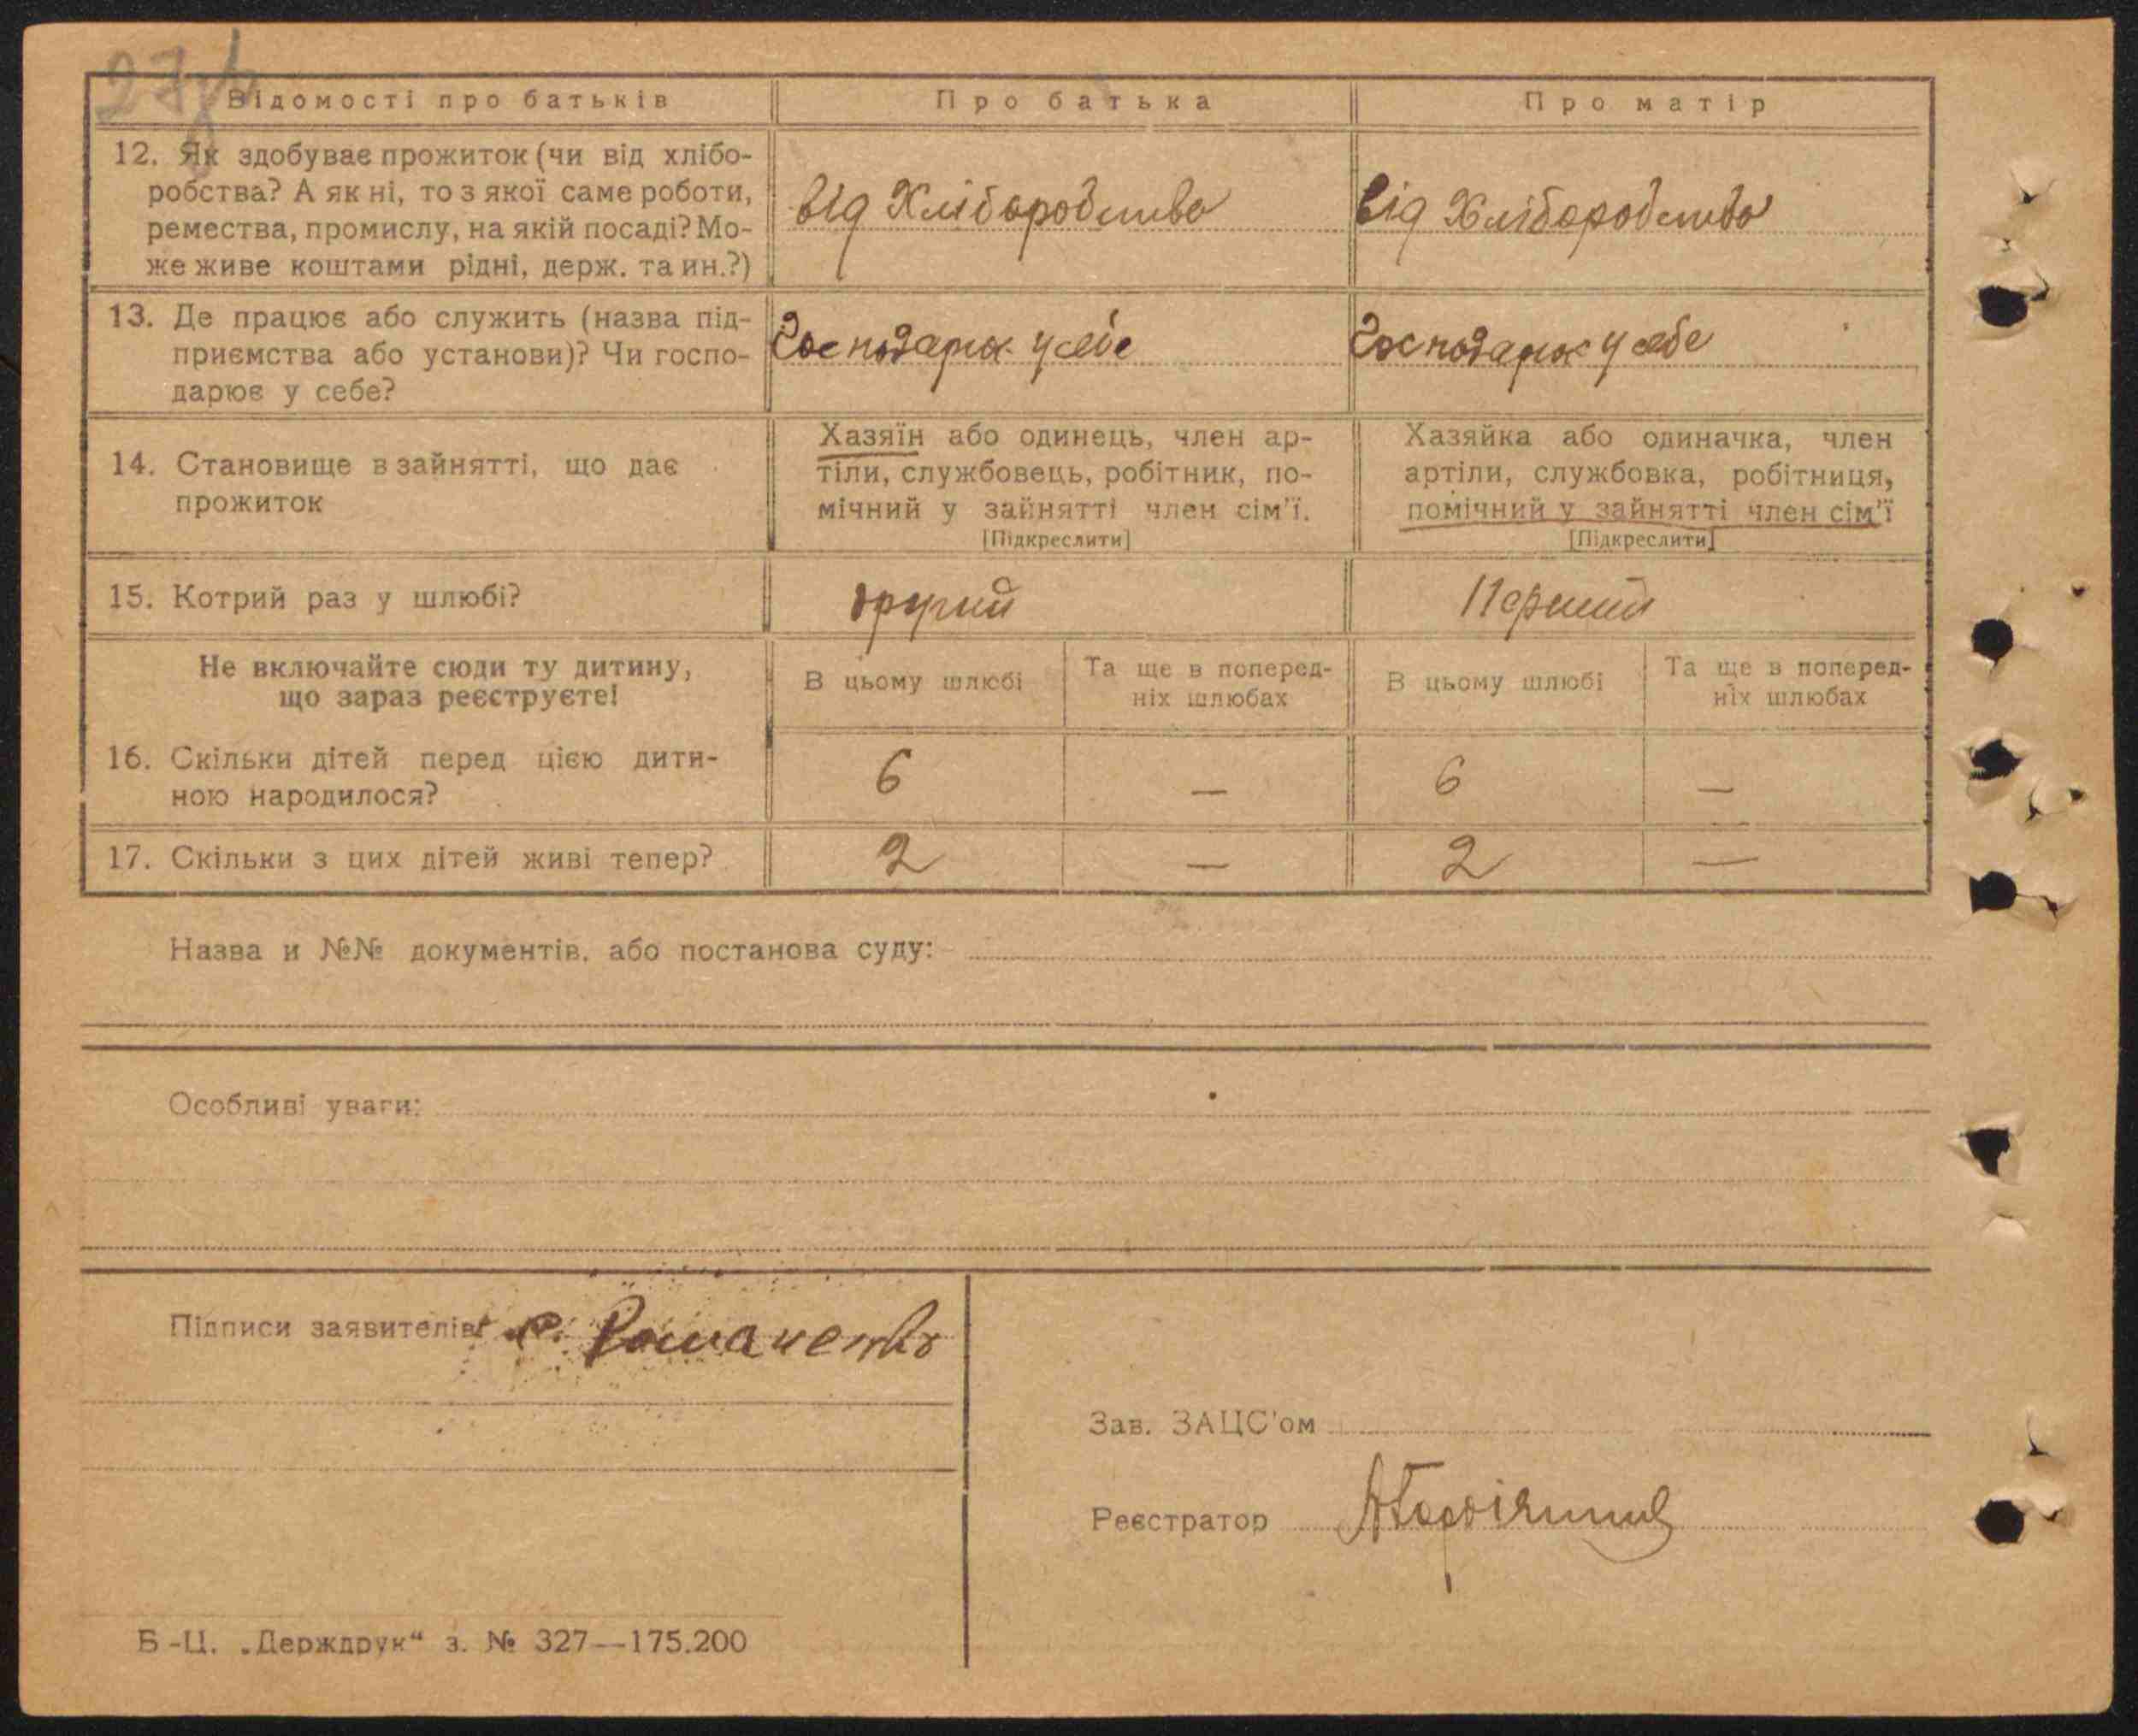 27
Відомості про батьків
Про батька
Про матір
12. Як здобуває прожиток (чи від хлібо-
робства? А як ні, то з якої саме роботи,
ремества, промислу, на якій посаді? Мо-
же живе коштами рідні, держ. та ин.?)
від Хліборобства
від Хліборобства
13. Де працює або служить (назва під-
приємства або установи)? Чи госпо-
дарює у себе?
Господарює у себе
Господарює у себе
14. Становище в зайнятті, що дає
прожиток
Хазяїн або одинець, член ар-
тіли, службовець, робітник, по-
мічний у зайнятті член сім'ї.
[Підкреслити]
Хазяйка або одиначка, член
артіли, службовка, робітниця,
помічний у зайнятті член сім'ї
[Підкреслити]
15. Котрий раз у шлюбі?
другий
Перший
Не включайте сюди ту дитину,
що зараз реєструєте!
В цьому шлюбі
Та ще в поперед-
ніх шлюбах
В цьому шлюбі
Та ще в поперед-
ніх шлюбах
16. Скільки дітей перед цією дити-
ною народилося?
6 — 6 —
17. Скільки з цих дітей живі тепер?
2 — 2 —
Назва и №№ документів, або постанова суду:
Особливі уваги:
Підписи заявителів: Романенко
Зав. ЗАЦС'ом
Реєстратор
Б-Ц. „Держдрук“ з. № 327—175.200